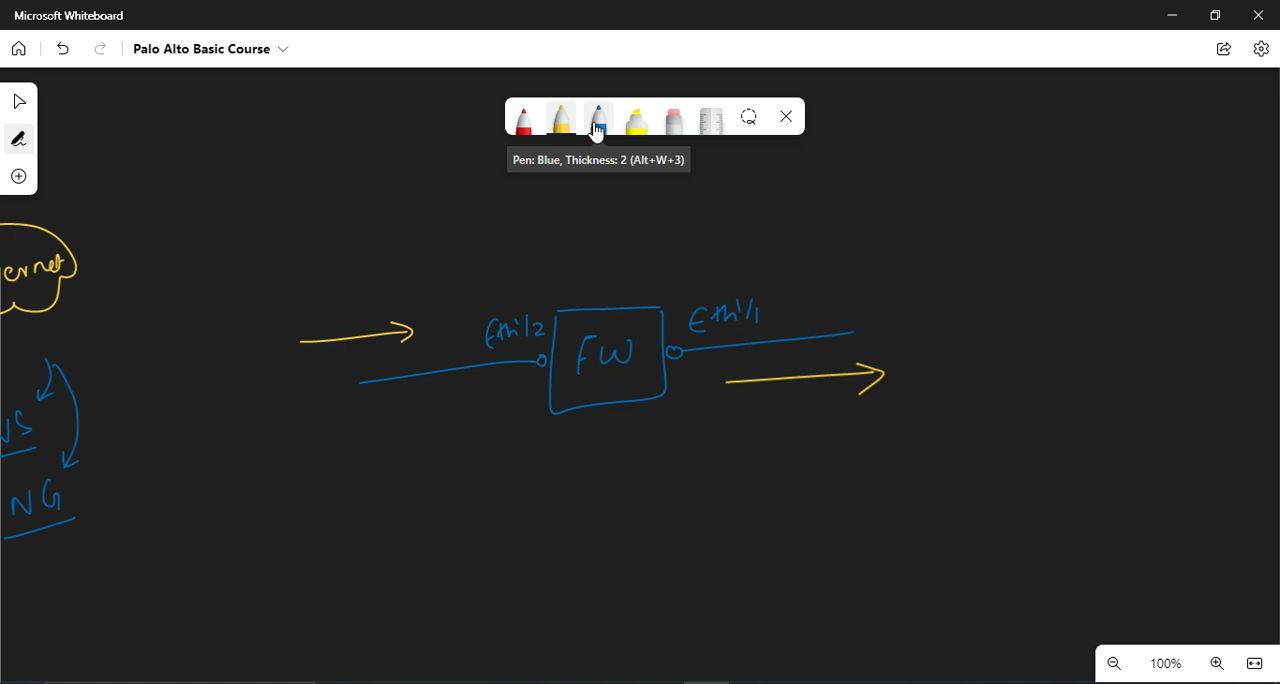 Microsoft Whiteboard
Palo Alto Basic Course
Pen: Blue, Thickness: 2 (Alt+W+3)
ernet
Eth1/2
FW
Eth1/1
NS
NG
100%